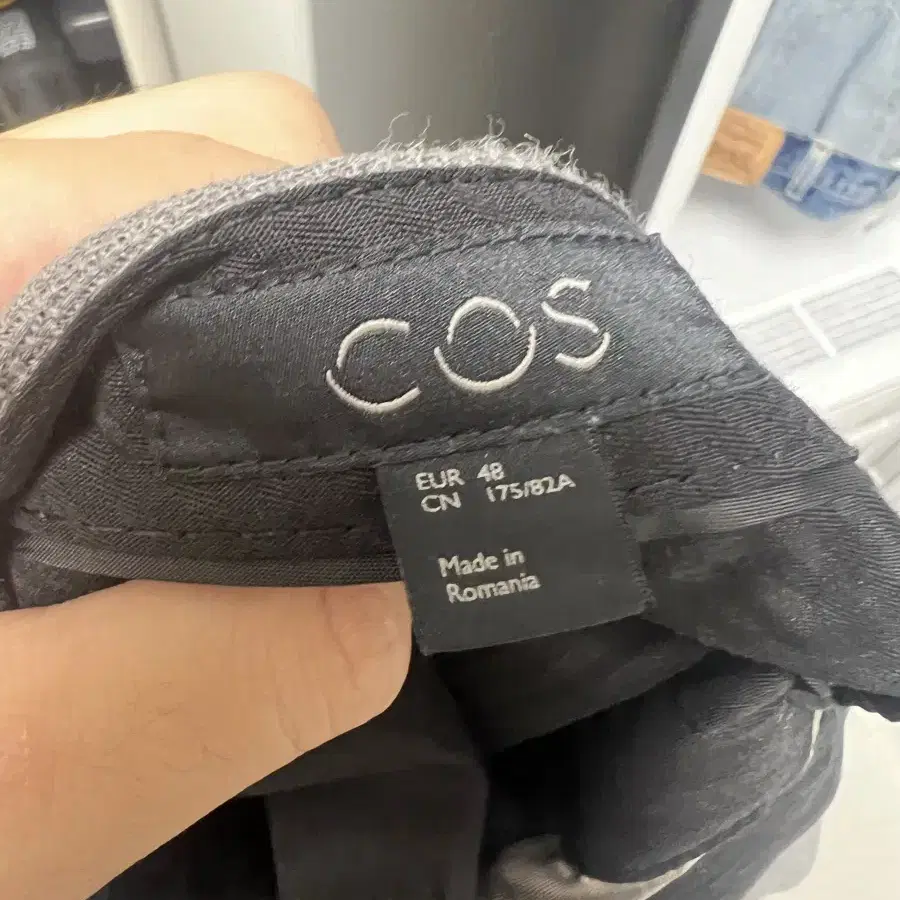 COS
EUR 48
CN 175/82A
Made in
Romania